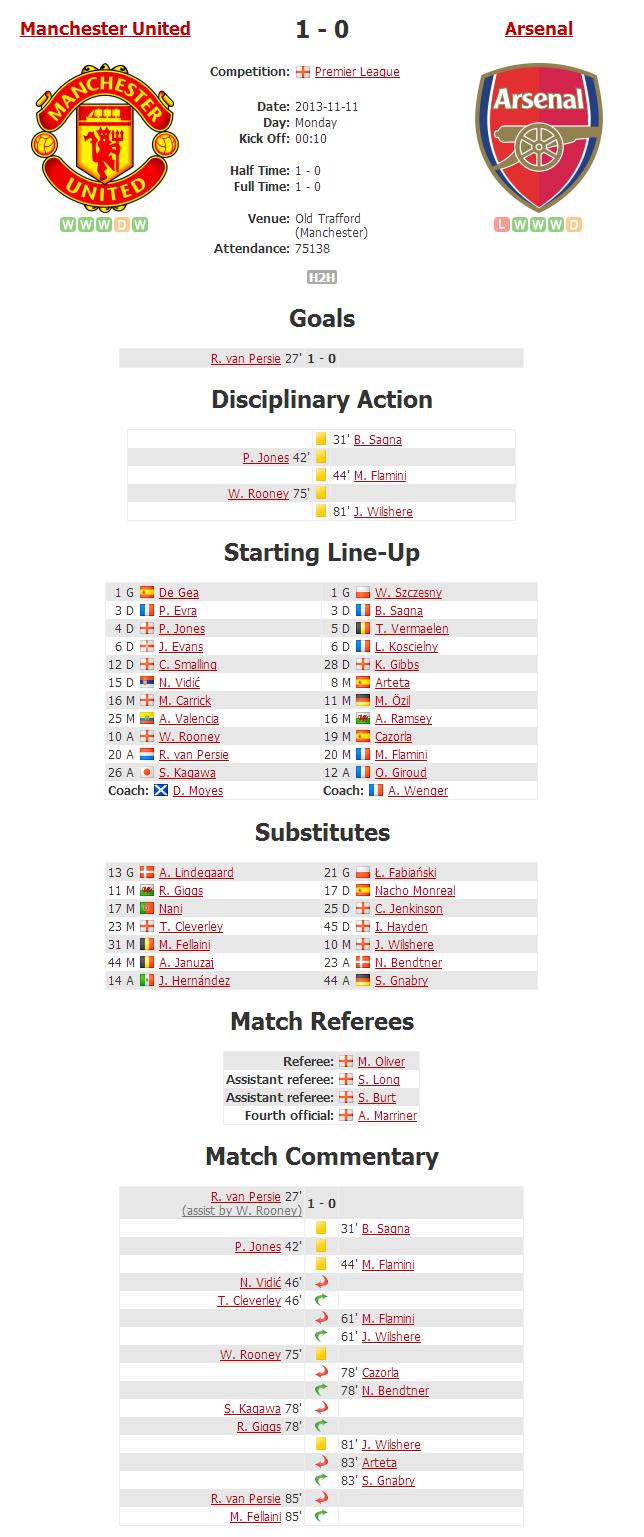 Manchester United 1 - 0 Arsenal
MANCHESTER
UNITED
Arsenal
Competition: Premier League
Date: 2013-11-11
Day: Monday
Kick Off: 00:10
Half Time: 1 - 0
Full Time: 1 - 0
Venue: Old Trafford
(Manchester)
Attendance: 75138
W W W D W
L W W W D
H2H
Goals
R. van Persie 27' 1 - 0
Disciplinary Action
31' B. Sagna
P. Jones 42'
44' M. Flamini
W. Rooney 75'
81' J. Wilshere
Starting Line-Up
1 G De Gea 1 G W. Szczęsny
3 D P. Evra 3 D B. Sagna
4 D P. Jones 5 D T. Vermaelen
6 D J. Evans 6 D L. Koscielny
12 D C. Smalling 28 D K. Gibbs
15 D N. Vidić 8 M Arteta
16 M M. Carrick 11 M M. Özil
25 M A. Valencia 16 M A. Ramsey
10 A W. Rooney 19 M Cazorla
20 A R. van Persie 20 M M. Flamini
26 A S. Kagawa 12 A O. Giroud
Coach: D. Moyes Coach: A. Wenger
Substitutes
13 G A. Lindegaard 21 G Ł. Fabiański
11 M R. Giggs 17 D Nacho Monreal
17 M Nani 25 D C. Jenkinson
23 M T. Cleverley 45 D I. Hayden
31 M M. Fellaini 10 M J. Wilshere
44 M A. Januzaj 23 A N. Bendtner
14 A J. Hernández 44 A S. Gnabry
Match Referees
Referee: M. Oliver
Assistant referee: S. Long
Assistant referee: S. Burt
Fourth official: A. Marriner
Match Commentary
R. van Persie 27' 1 - 0
(assist by W. Rooney)
31' B. Sagna
P. Jones 42'
44' M. Flamini
N. Vidić 46'
T. Cleverley 46'
61' M. Flamini
61' J. Wilshere
W. Rooney 75'
78' Cazorla
78' N. Bendtner
S. Kagawa 78'
R. Giggs 78'
81' J. Wilshere
83' Arteta
83' S. Gnabry
R. van Persie 85'
M. Fellaini 85'